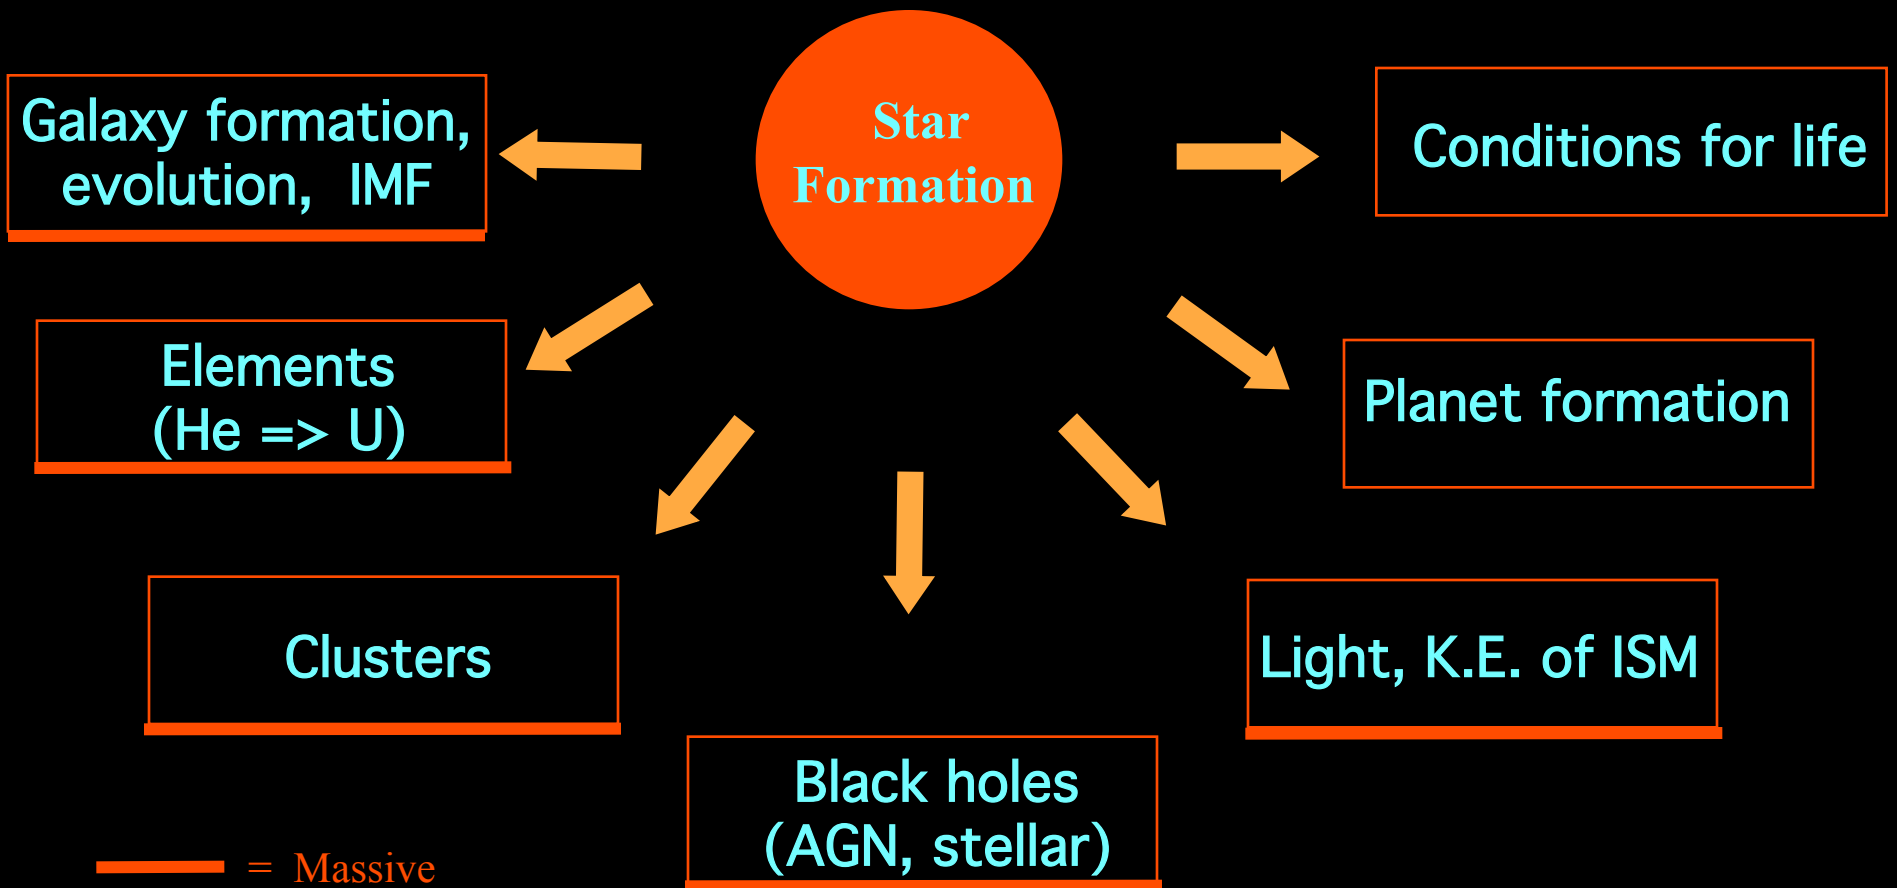 Star
Formation
Galaxy formation,
evolution, IMF
Conditions for life
Elements
(He => U)
Planet formation
Clusters
Light, K.E. of ISM
Black holes
(AGN, stellar)
= Massive